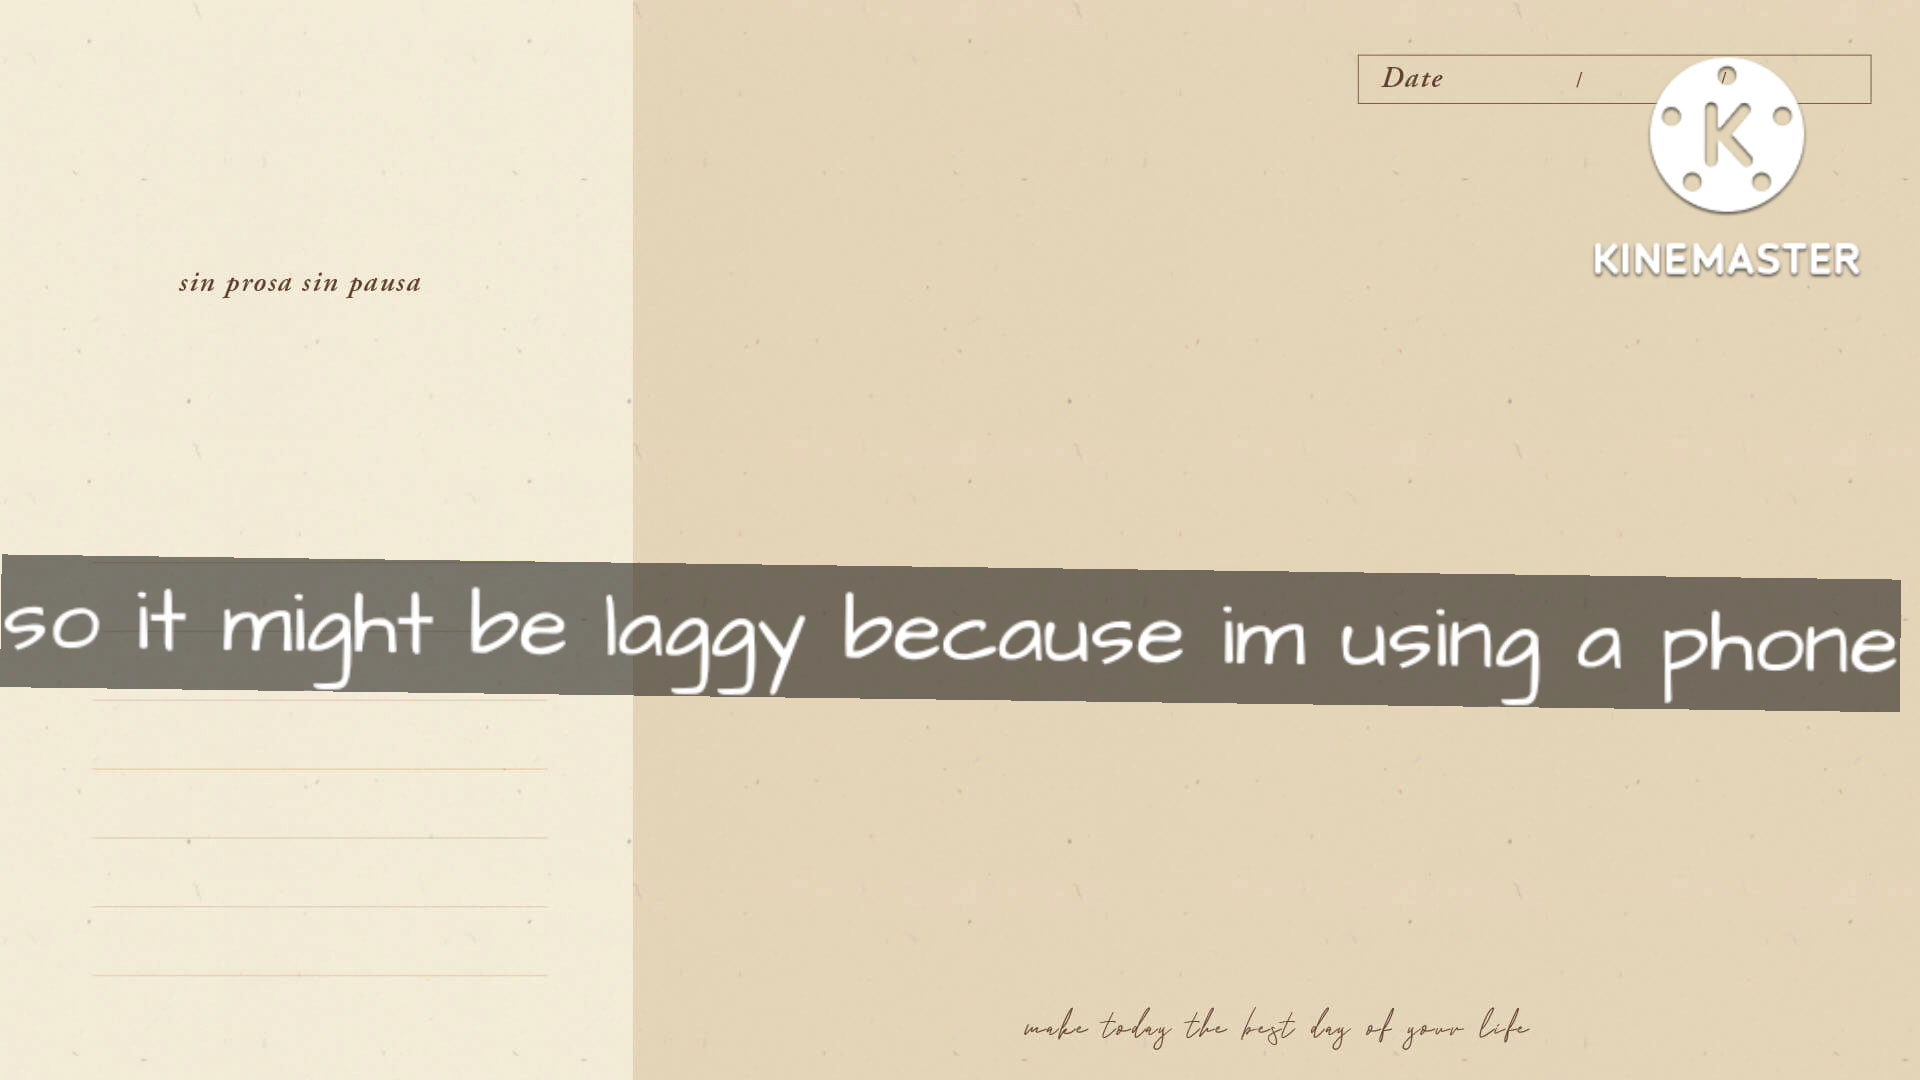 Date / /
KINEMASTER
sin prosa sin pausa
so it might be laggy because im using a phone
make today the best day of your life